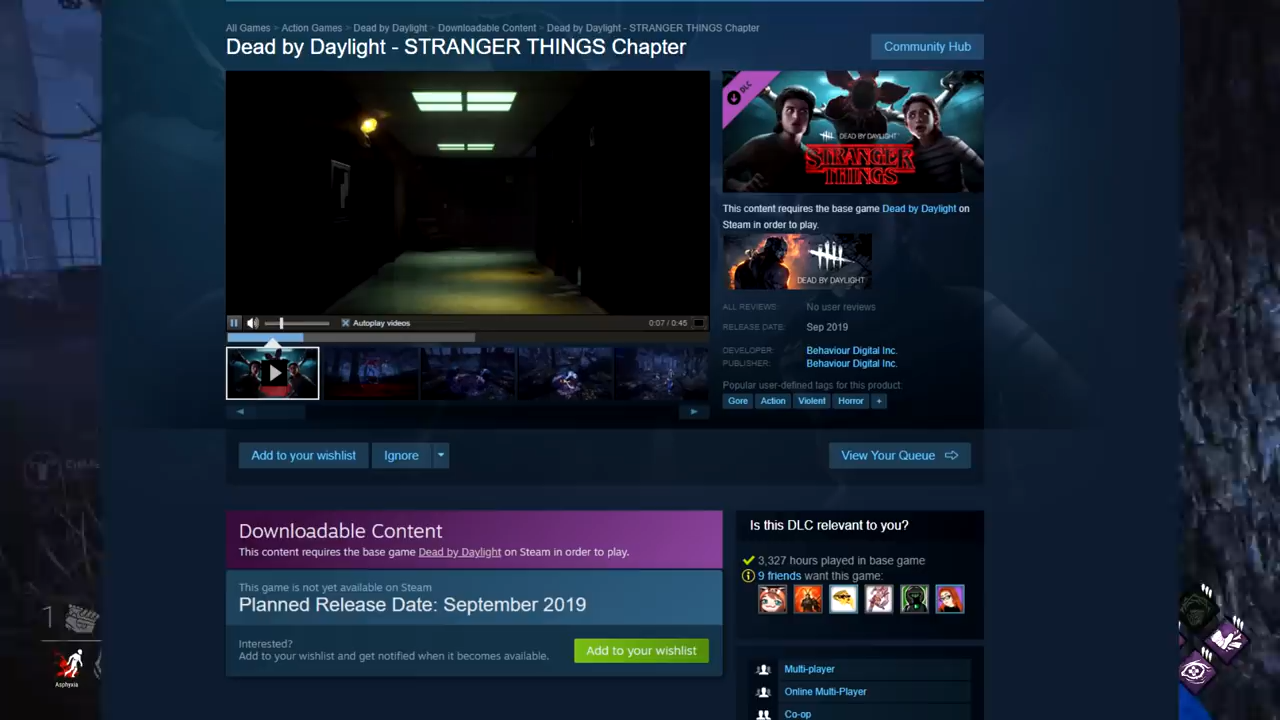 All Games > Action Games > Dead by Daylight > Downloadable Content > Dead by Daylight - STRANGER THINGS Chapter
Dead by Daylight - STRANGER THINGS Chapter
Community Hub
DLC
DEAD BY DAYLIGHT
STRANGER THINGS
This content requires the base game Dead by Daylight on
Steam in order to play.
DEAD BY DAYLIGHT
Autoplay videos
0:07 / 0:45
ALL REVIEWS: No user reviews
RELEASE DATE: Sep 2019
DEVELOPER: Behaviour Digital Inc.
PUBLISHER: Behaviour Digital Inc.
Popular user-defined tags for this product:
Gore Action Violent Horror +
Add to your wishlist
Ignore
View Your Queue
Downloadable Content
This content requires the base game Dead by Daylight on Steam in order to play.
This game is not yet available on Steam
Planned Release Date: September 2019
Interested?
Add to your wishlist and get notified when it becomes available.
Add to your wishlist
Is this DLC relevant to you?
3,327 hours played in base game
9 friends want this game:
Multi-player
Online Multi-Player
Co-op
1
Asphyxia